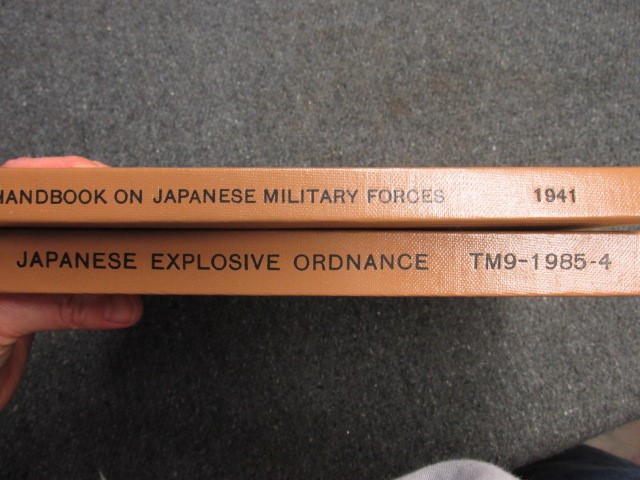 HANDBOOK ON JAPANESE MILITARY FORCES 1941
JAPANESE EXPLOSIVE ORDNANCE TM9-1985-4